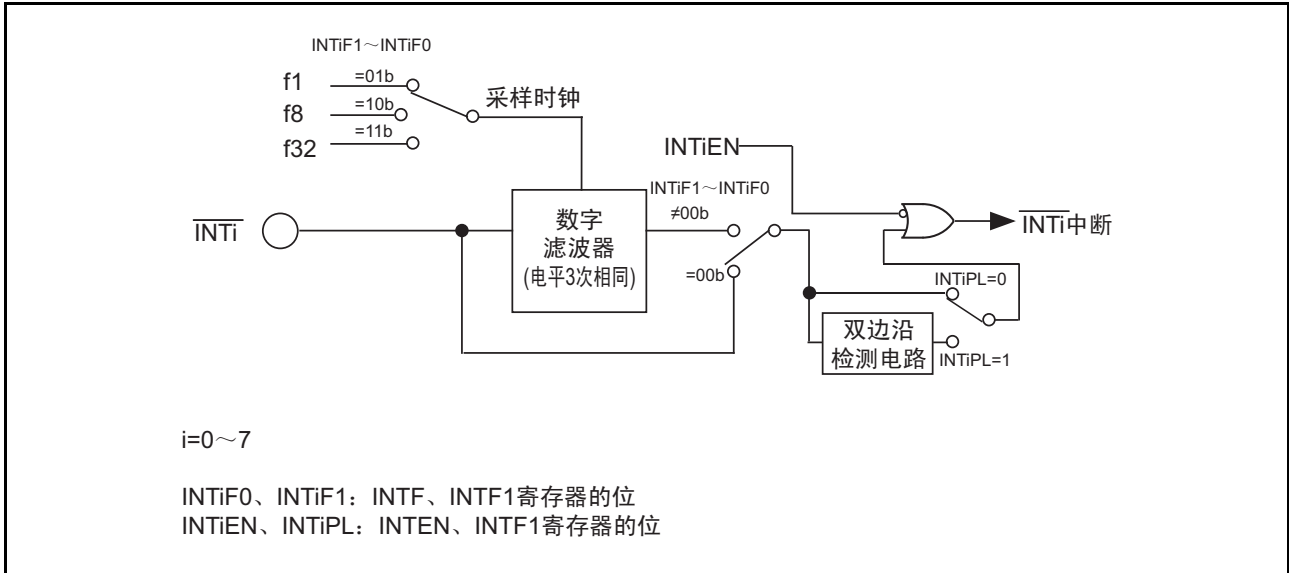 INTiF1～INTiF0
f1
=01b
f8
=10b
f32
=11b
采样时钟
INTiEN
INTi
数字
滤波器
(电平3次相同)
INTiF1～INTiF0
≠00b
=00b
INTi中断
INTiPL=0
双边沿
检测电路
INTiPL=1
i=0～7
INTiF0、INTiF1：INTF、INTF1寄存器的位
INTiEN、INTiPL：INTEN、INTF1寄存器的位